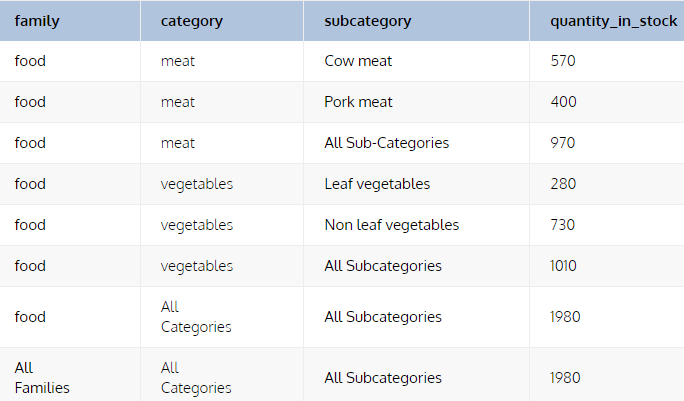 family category subcategory quantity_in_stock
food meat Cow meat 570
food meat Pork meat 400
food meat All Sub-Categories 970
food vegetables Leaf vegetables 280
food vegetables Non leaf vegetables 730
food vegetables All Subcategories 1010
food All Categories All Subcategories 1980
All Families All Categories All Subcategories 1980